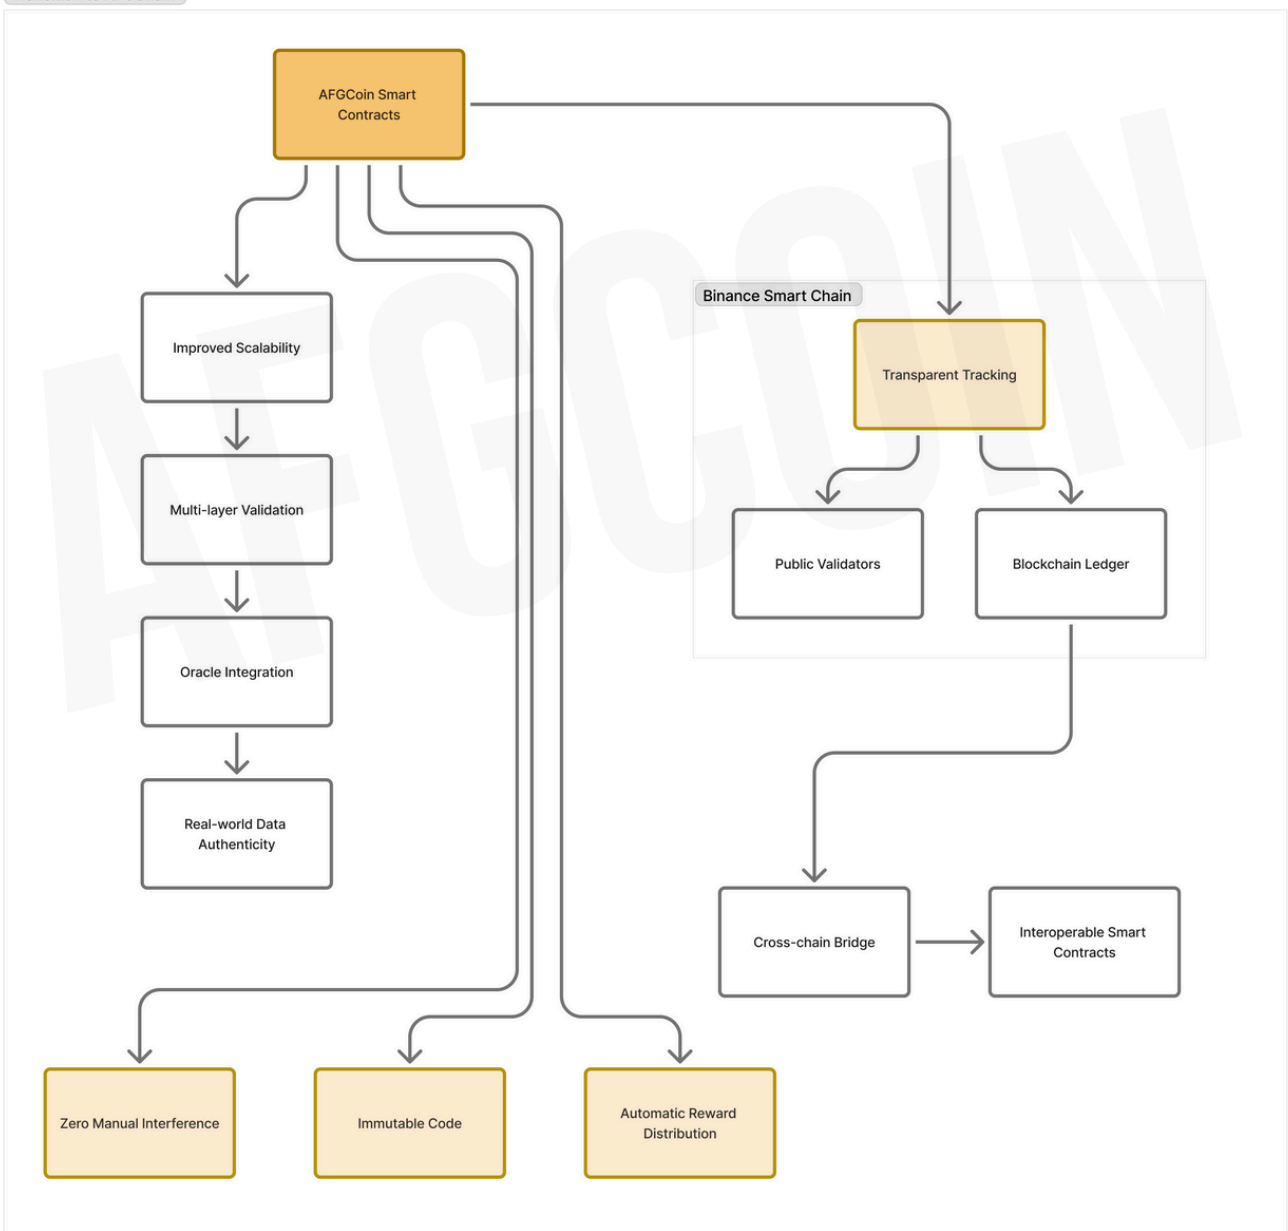 AFGCoin Smart
Contracts
Improved Scalability
Multi-layer Validation
Oracle Integration
Real-world Data
Authenticity
Binance Smart Chain
Transparent Tracking
Public Validators
Blockchain Ledger
Cross-chain Bridge
Interoperable Smart
Contracts
Zero Manual Interference
Immutable Code
Automatic Reward
Distribution
AFGCOIN